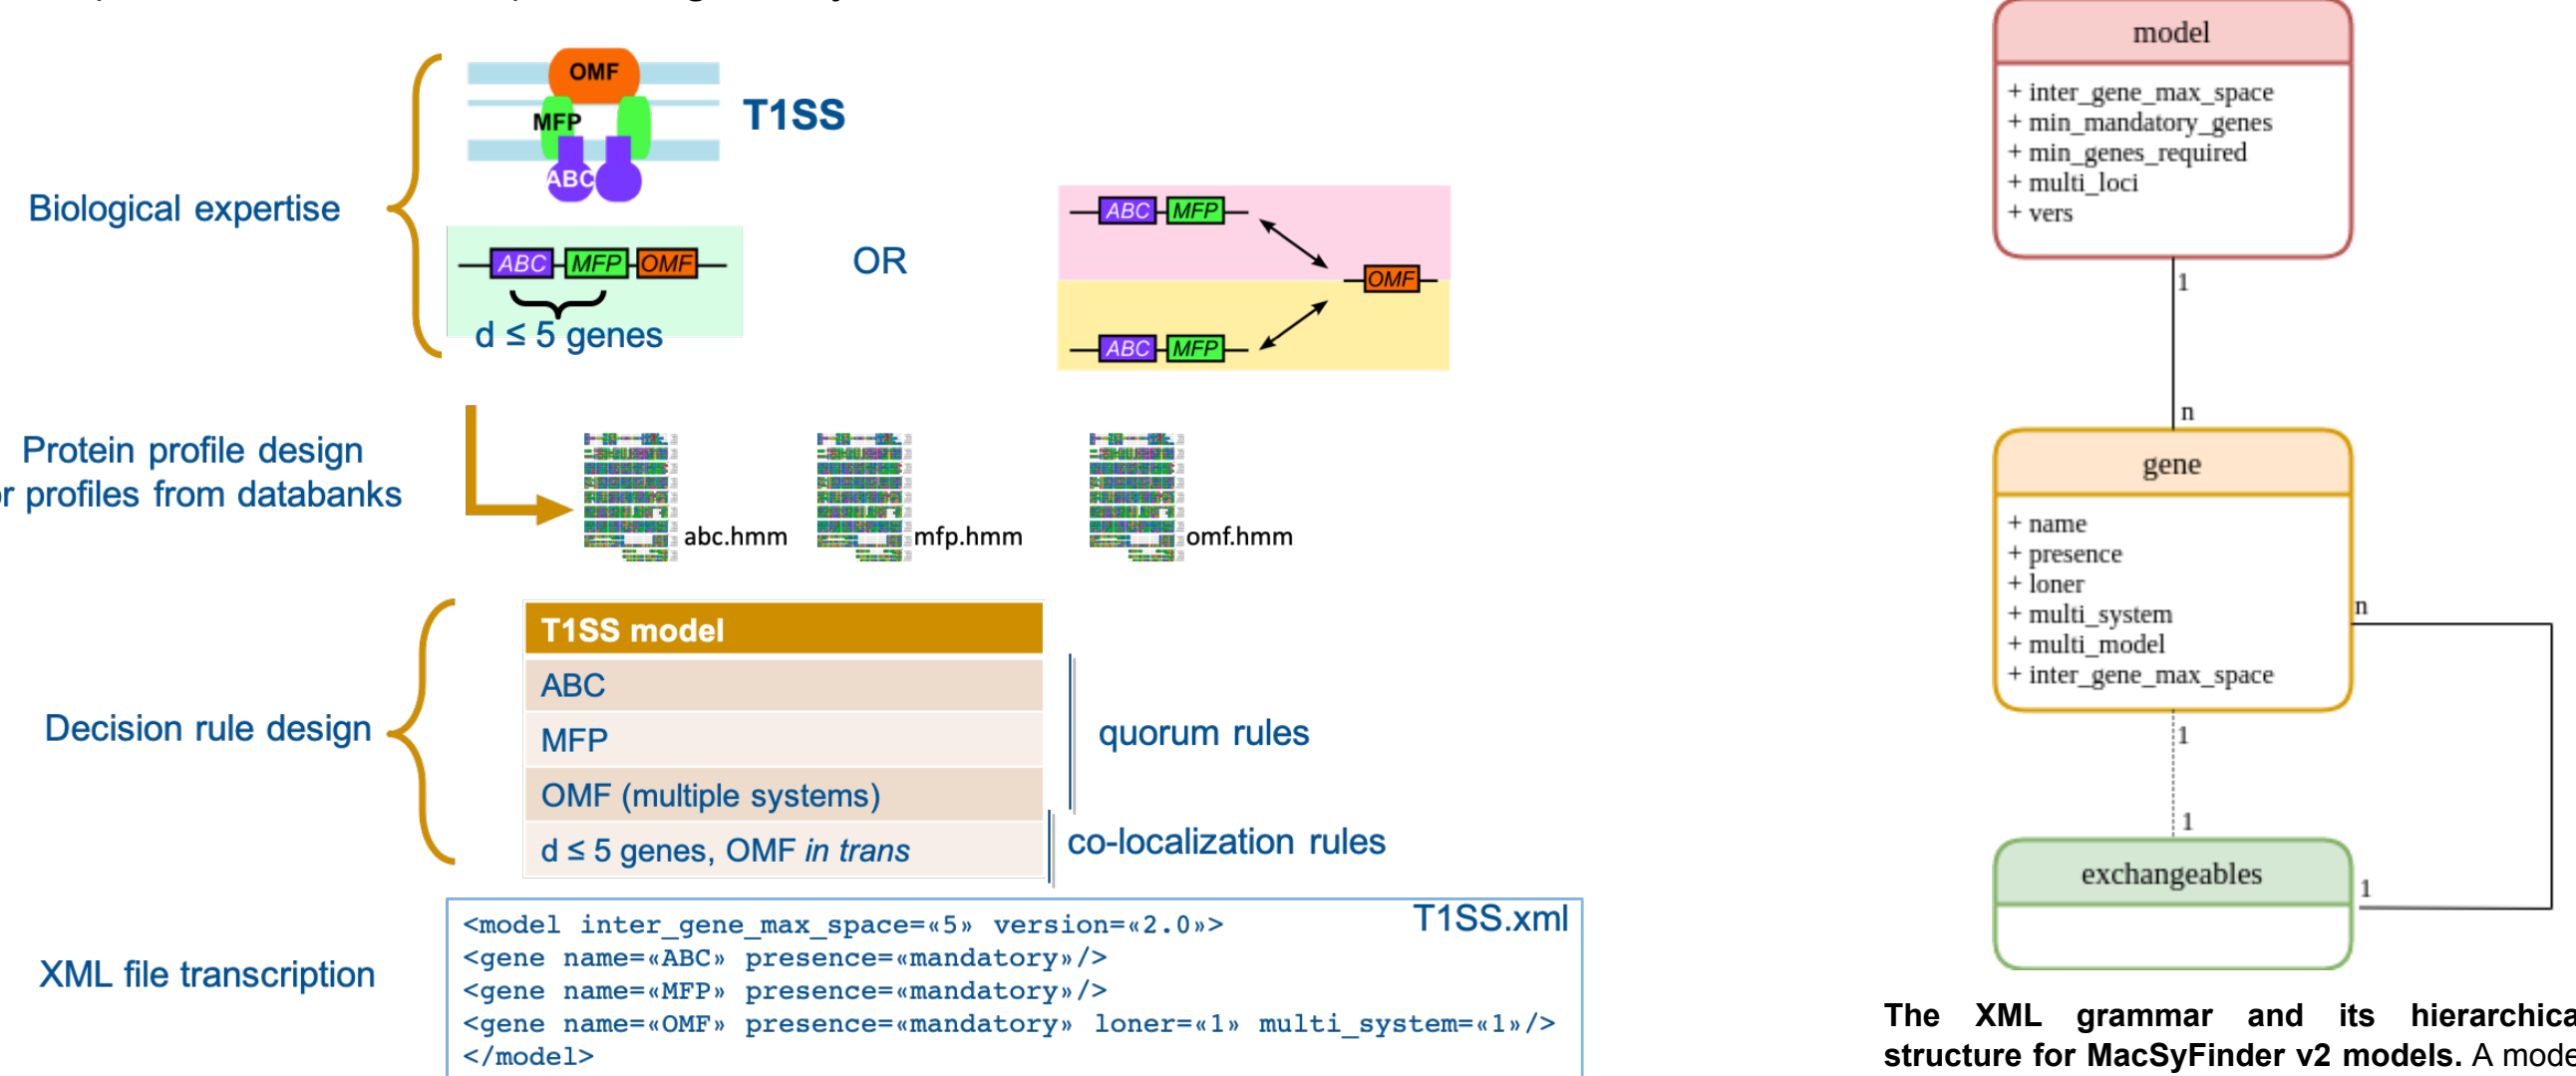 OMF
MFP
ABC
T1SS
Biological expertise
ABC MFP OMF
d ≤ 5 genes
OR
ABC MFP
OMF
ABC MFP
Protein profile design
profiles from databanks
abc.hmm
mfp.hmm
omf.hmm
Decision rule design
T1SS model
ABC
MFP
OMF (multiple systems)
d ≤ 5 genes, OMF in trans
quorum rules
co-localization rules
XML file transcription
T1SS.xml
<model inter_gene_max_space=«5» version=«2.0»>
<gene name=«ABC» presence=«mandatory»/>
<gene name=«MFP» presence=«mandatory»/>
<gene name=«OMF» presence=«mandatory» loner=«1» multi_system=«1»/>
</model>
model
+ inter_gene_max_space
+ min_mandatory_genes
+ min_genes_required
+ multi_loci
+ vers
1
n
gene
+ name
+ presence
+ loner
+ multi_system
+ multi_model
+ inter_gene_max_space
n
1
1
exchangeables
1
The XML grammar and its
structure for MacSyFinder v2 models. A